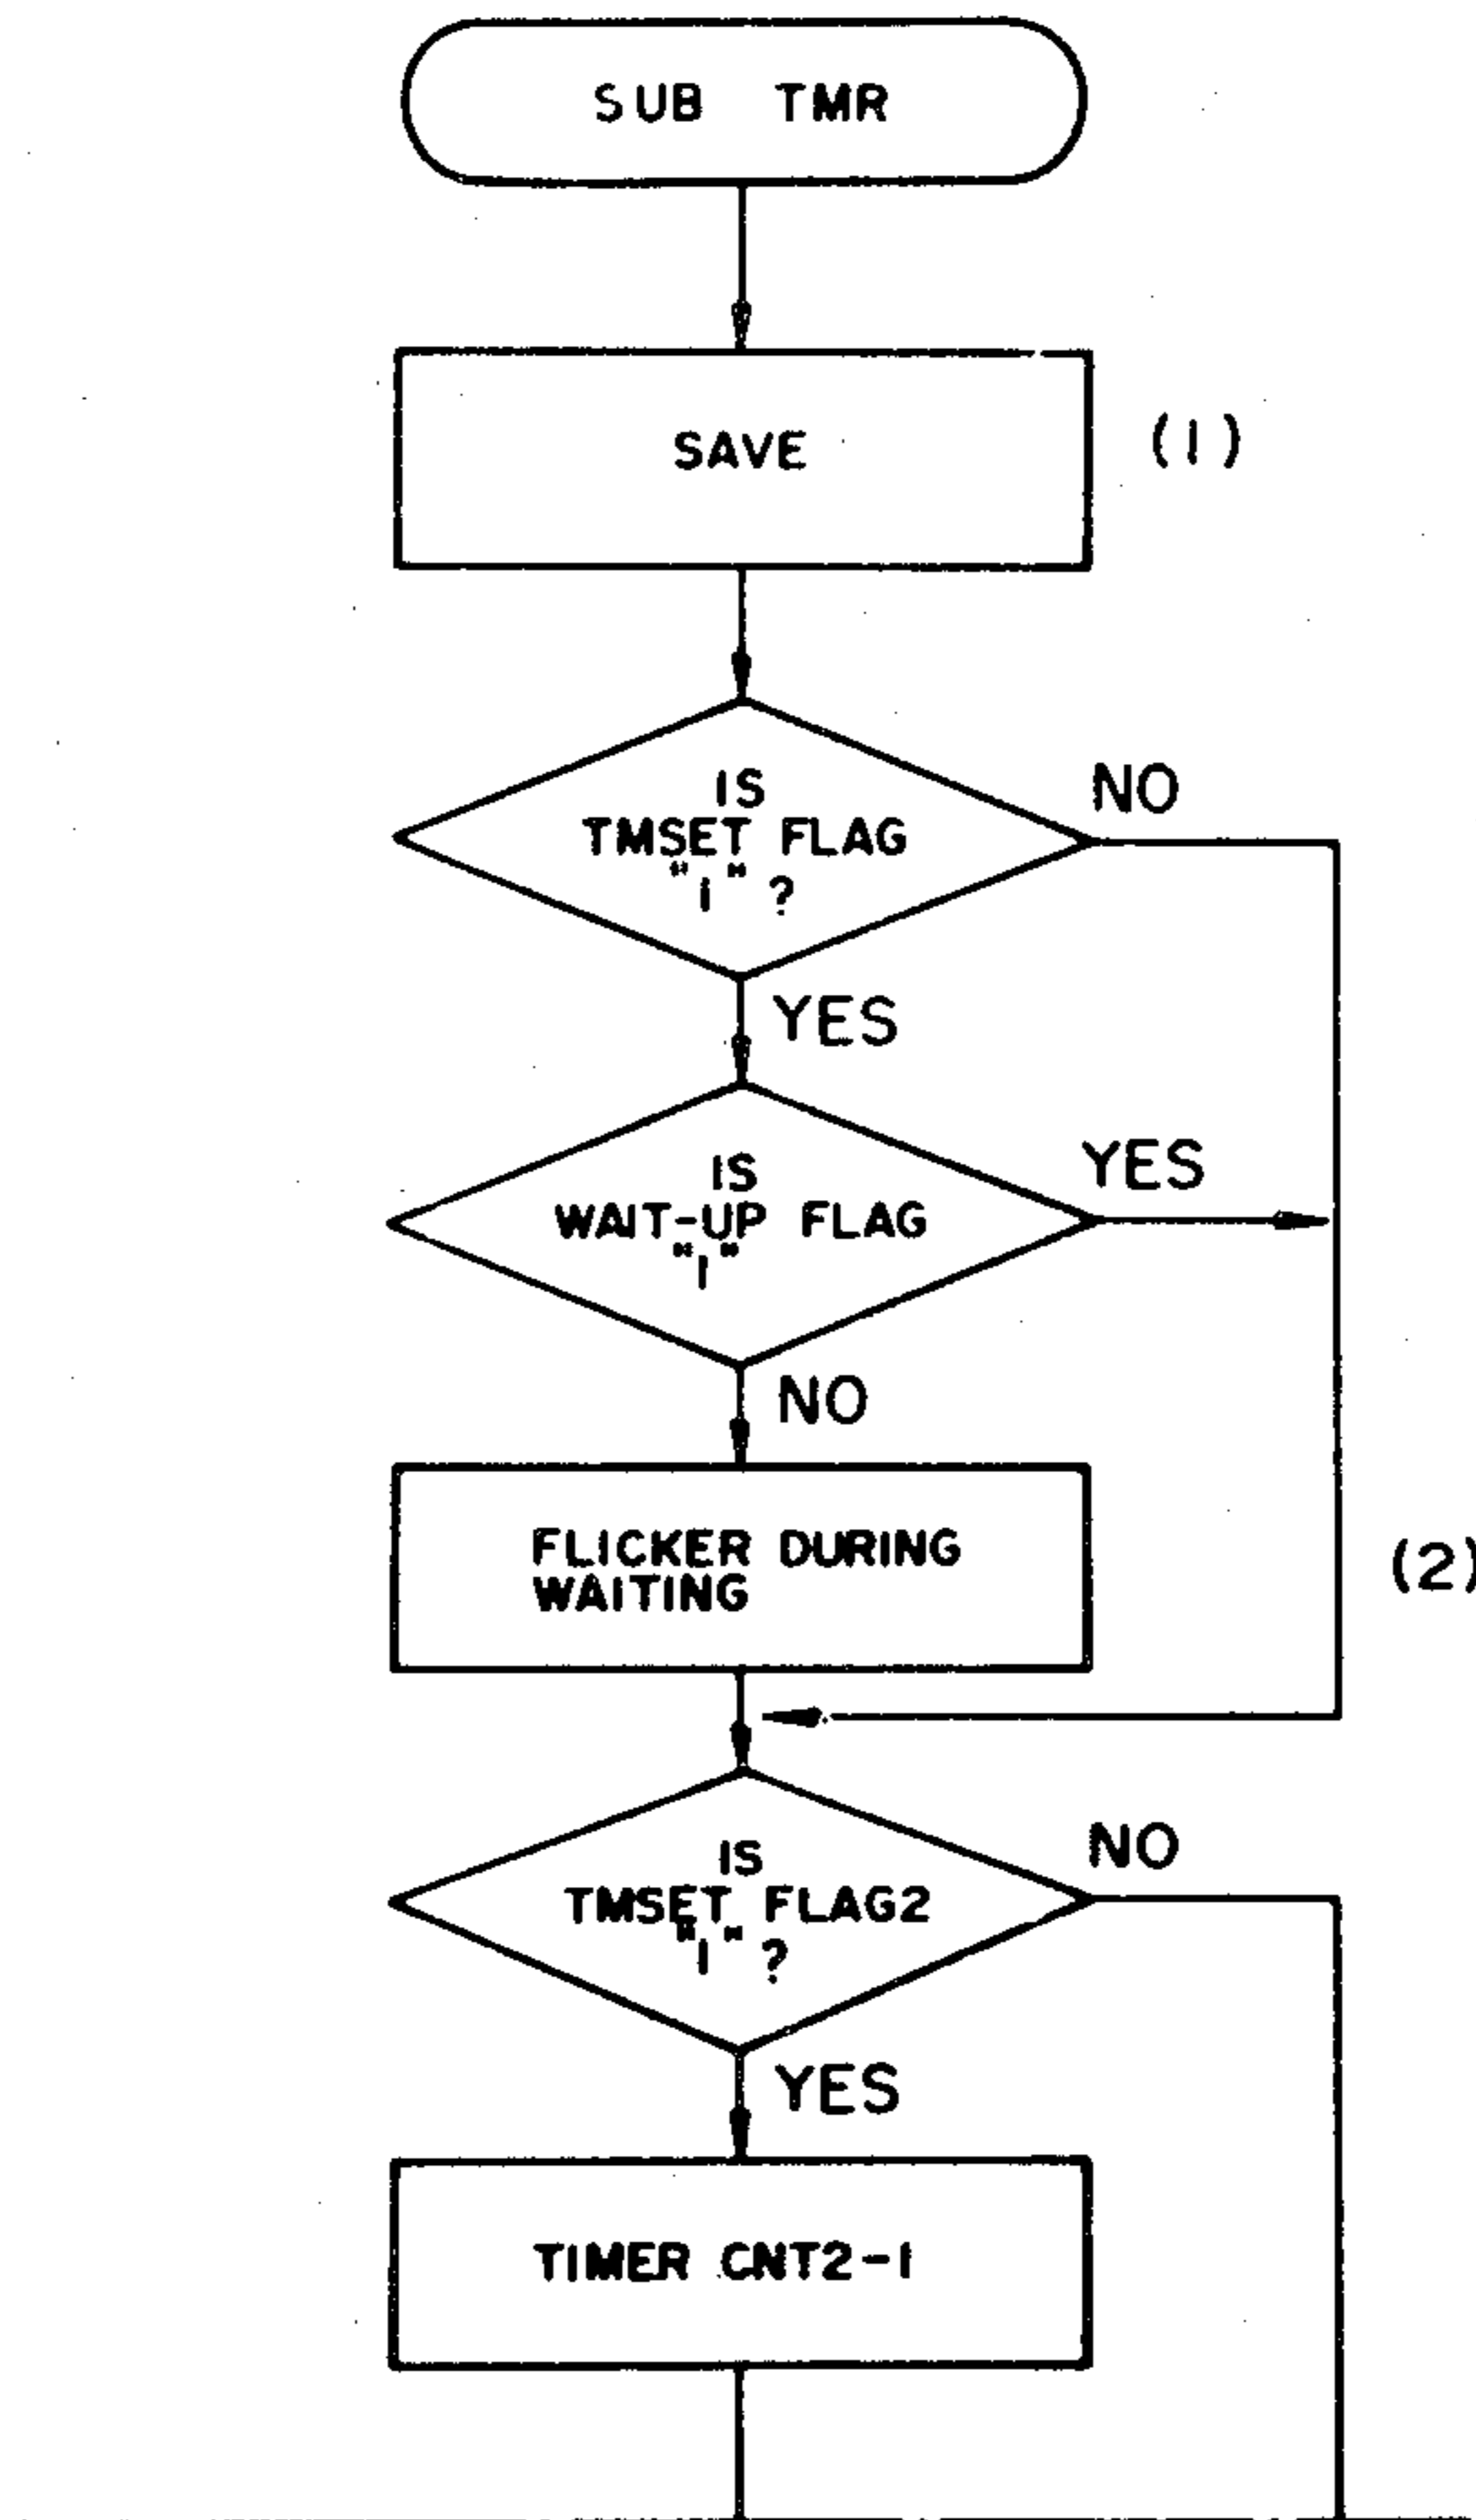 SUB TMR
SAVE
(1)
IS
TMSET FLAG
"1" ?
NO
YES
IS
WAIT-UP FLAG
"1"
YES
NO
FLICKER DURING
WAITING
(2)
IS
TMSET FLAG2
"1" ?
NO
YES
TIMER CNT2-1